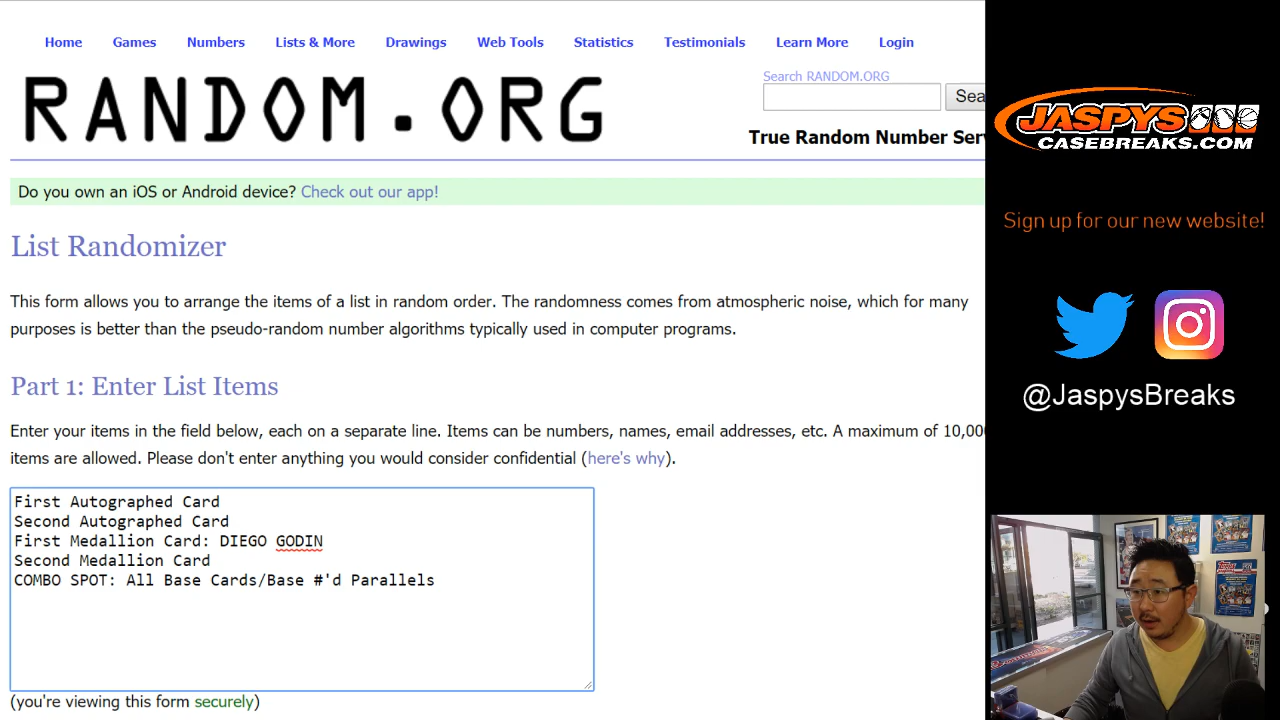 Home Games Numbers Lists & More Drawings Web Tools Statistics Testimonials Learn More Login
RANDOM.ORG
Search RANDOM.ORG
Sea
True Random Number Ser
Do you own an iOS or Android device? Check out our app!
List Randomizer
This form allows you to arrange the items of a list in random order. The randomness comes from atmospheric noise, which for many
purposes is better than the pseudo-random number algorithms typically used in computer programs.
Part 1: Enter List Items
Enter your items in the field below, each on a separate line. Items can be numbers, names, email addresses, etc. A maximum of 10,00
items are allowed. Please don't enter anything you would consider confidential (here's why).
First Autographed Card
Second Autographed Card
First Medallion Card: DIEGO GODIN
Second Medallion Card
COMBO SPOT: All Base Cards/Base #'d Parallels
(you're viewing this form securely)
JASPYS
CASEBREAKS.COM
Sign up for our new website!
@JaspysBreaks